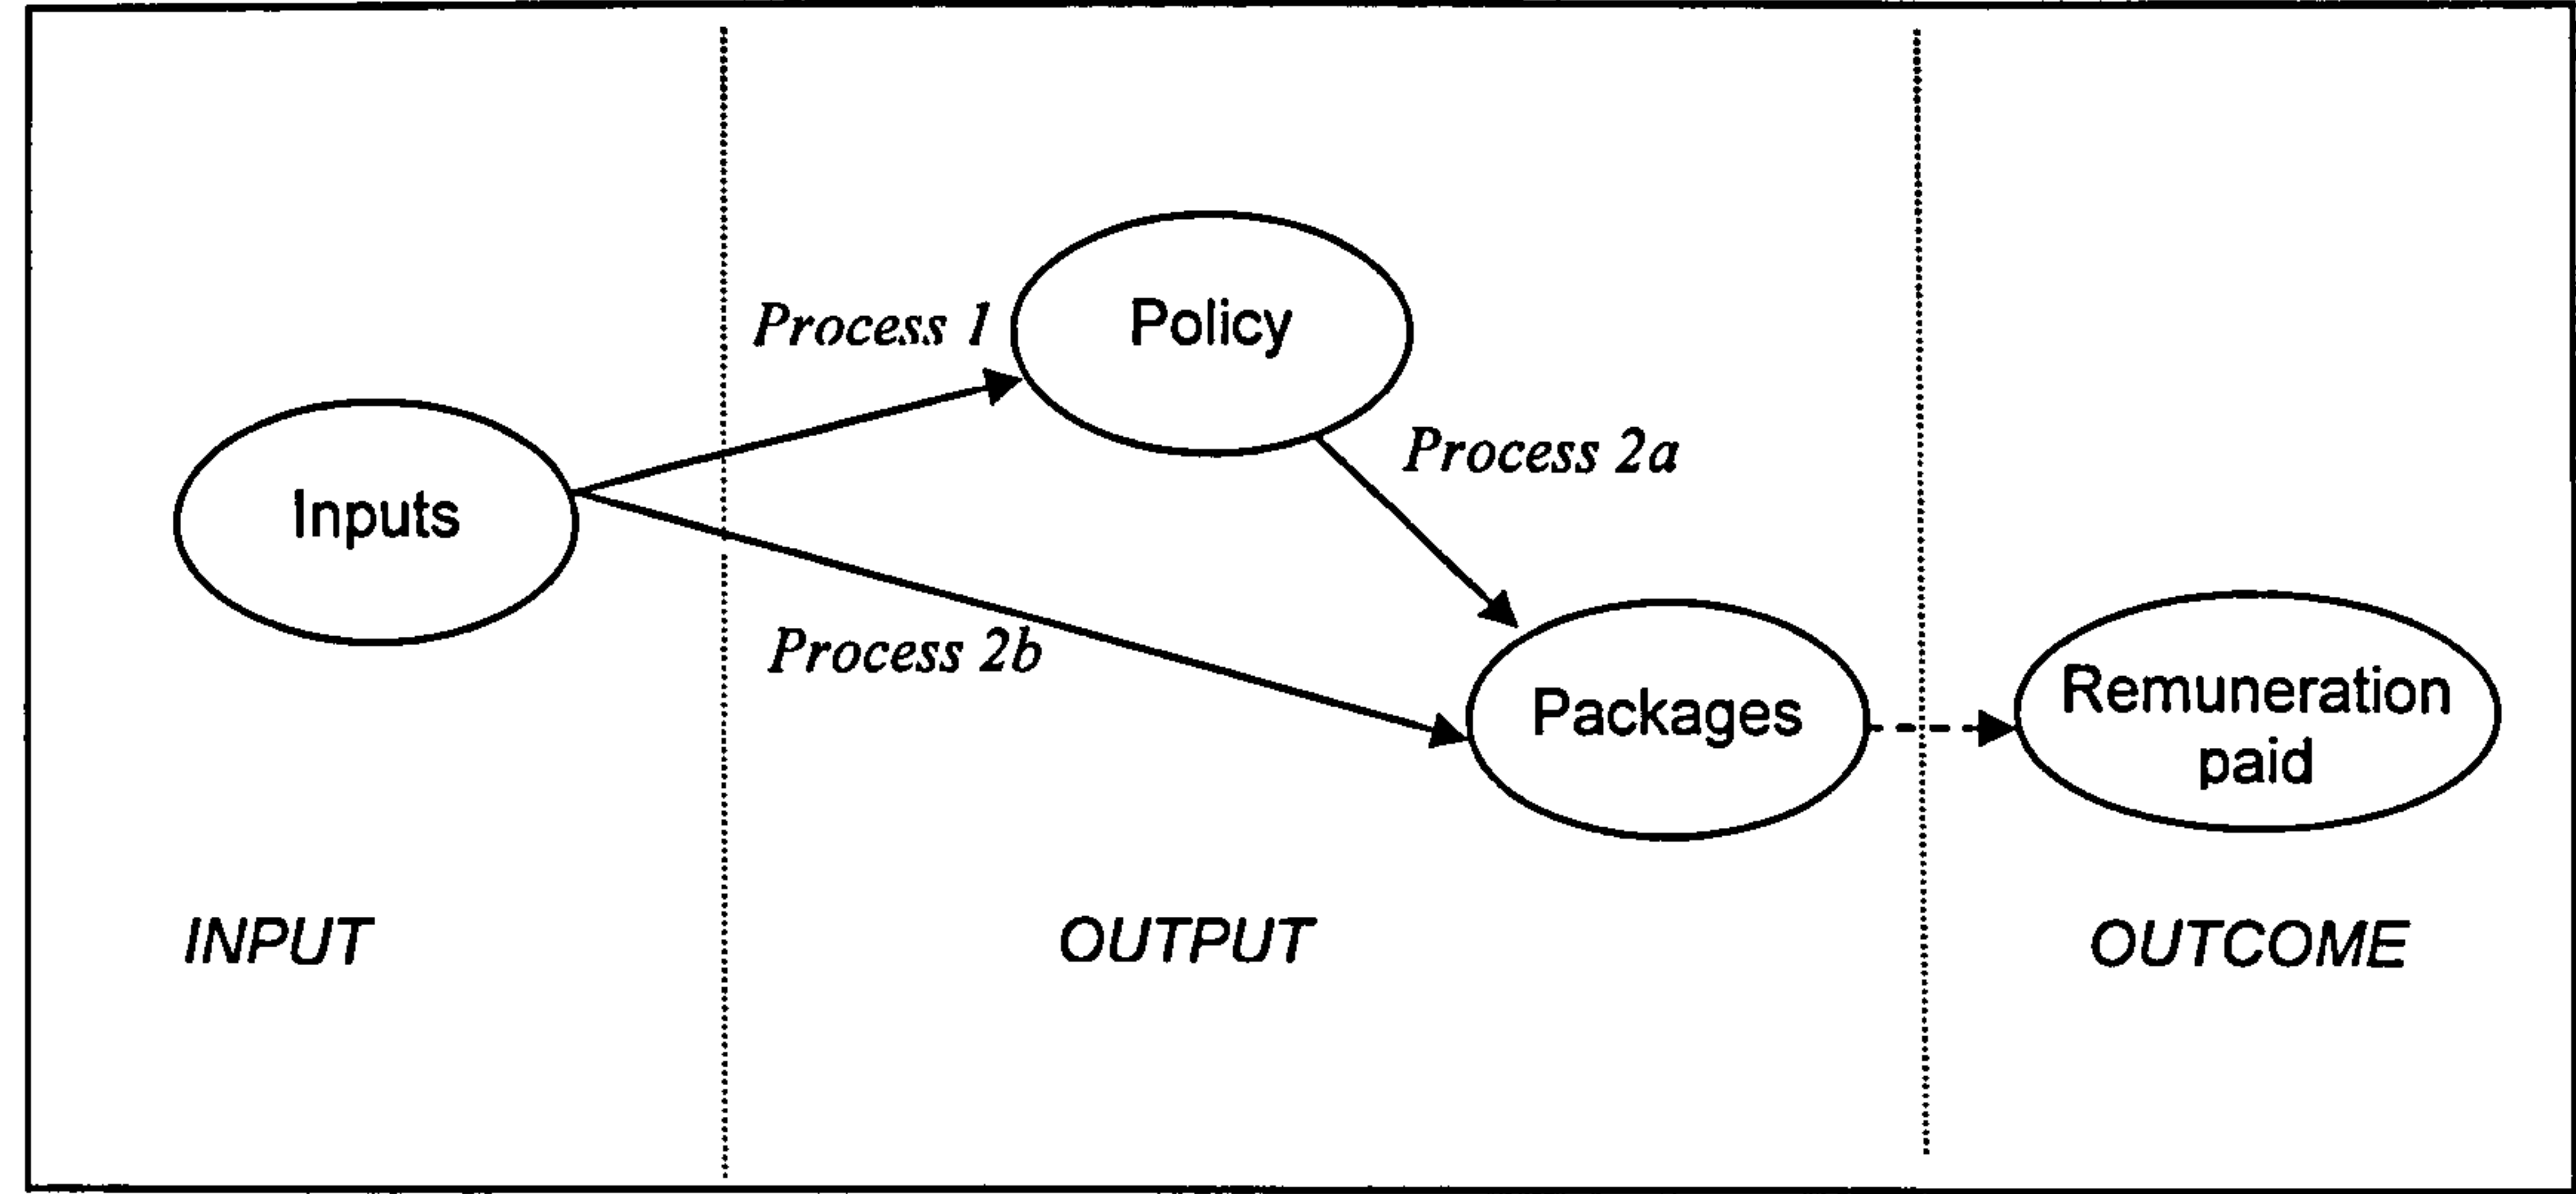 Process 1
Policy
Process 2a
Inputs
Process 2b
Packages
Remuneration
paid
INPUT
OUTPUT
OUTCOME